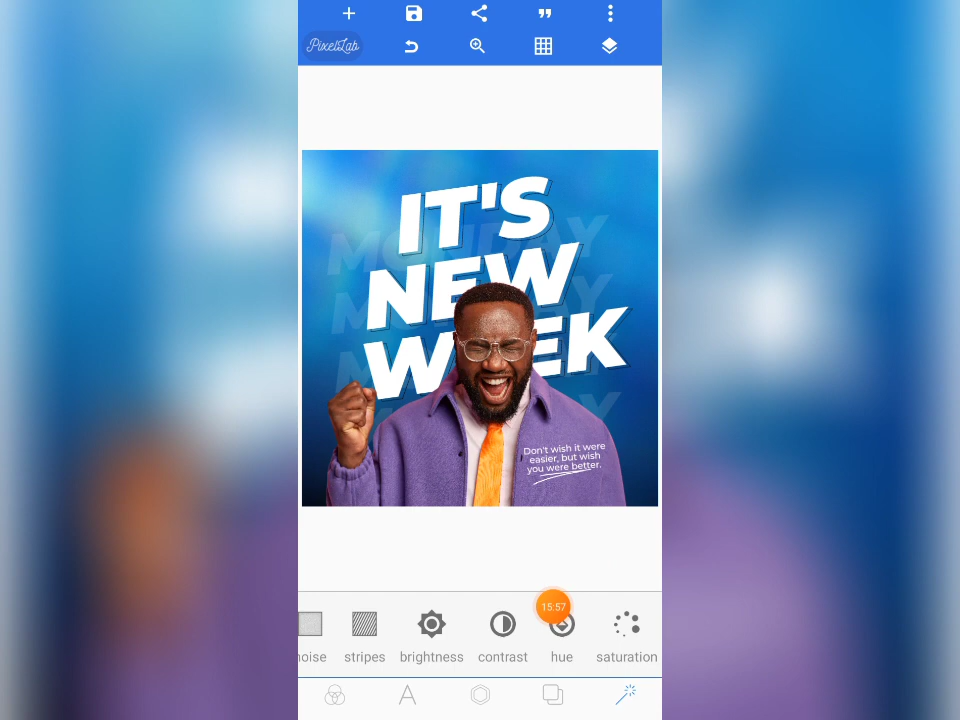 PixelLab
IT'S
MONDAY
NEW
WEEK
Don't wish it were
easier, but wish
you were better.
15:57
noise stripes brightness contrast hue saturation